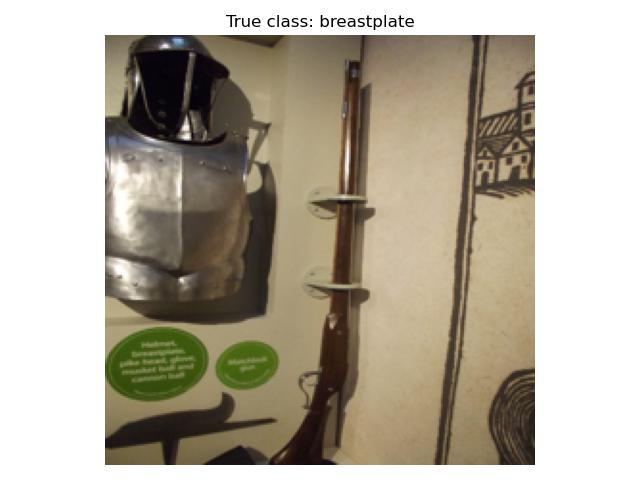 True class: breastplate
Helmet,
breastplate,
pike head, glove,
musket ball and
cannon ball
Matchlock
gun